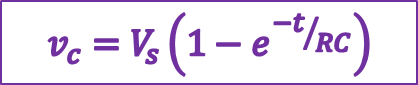 v_c = V_s (1 − e^{−t/RC})